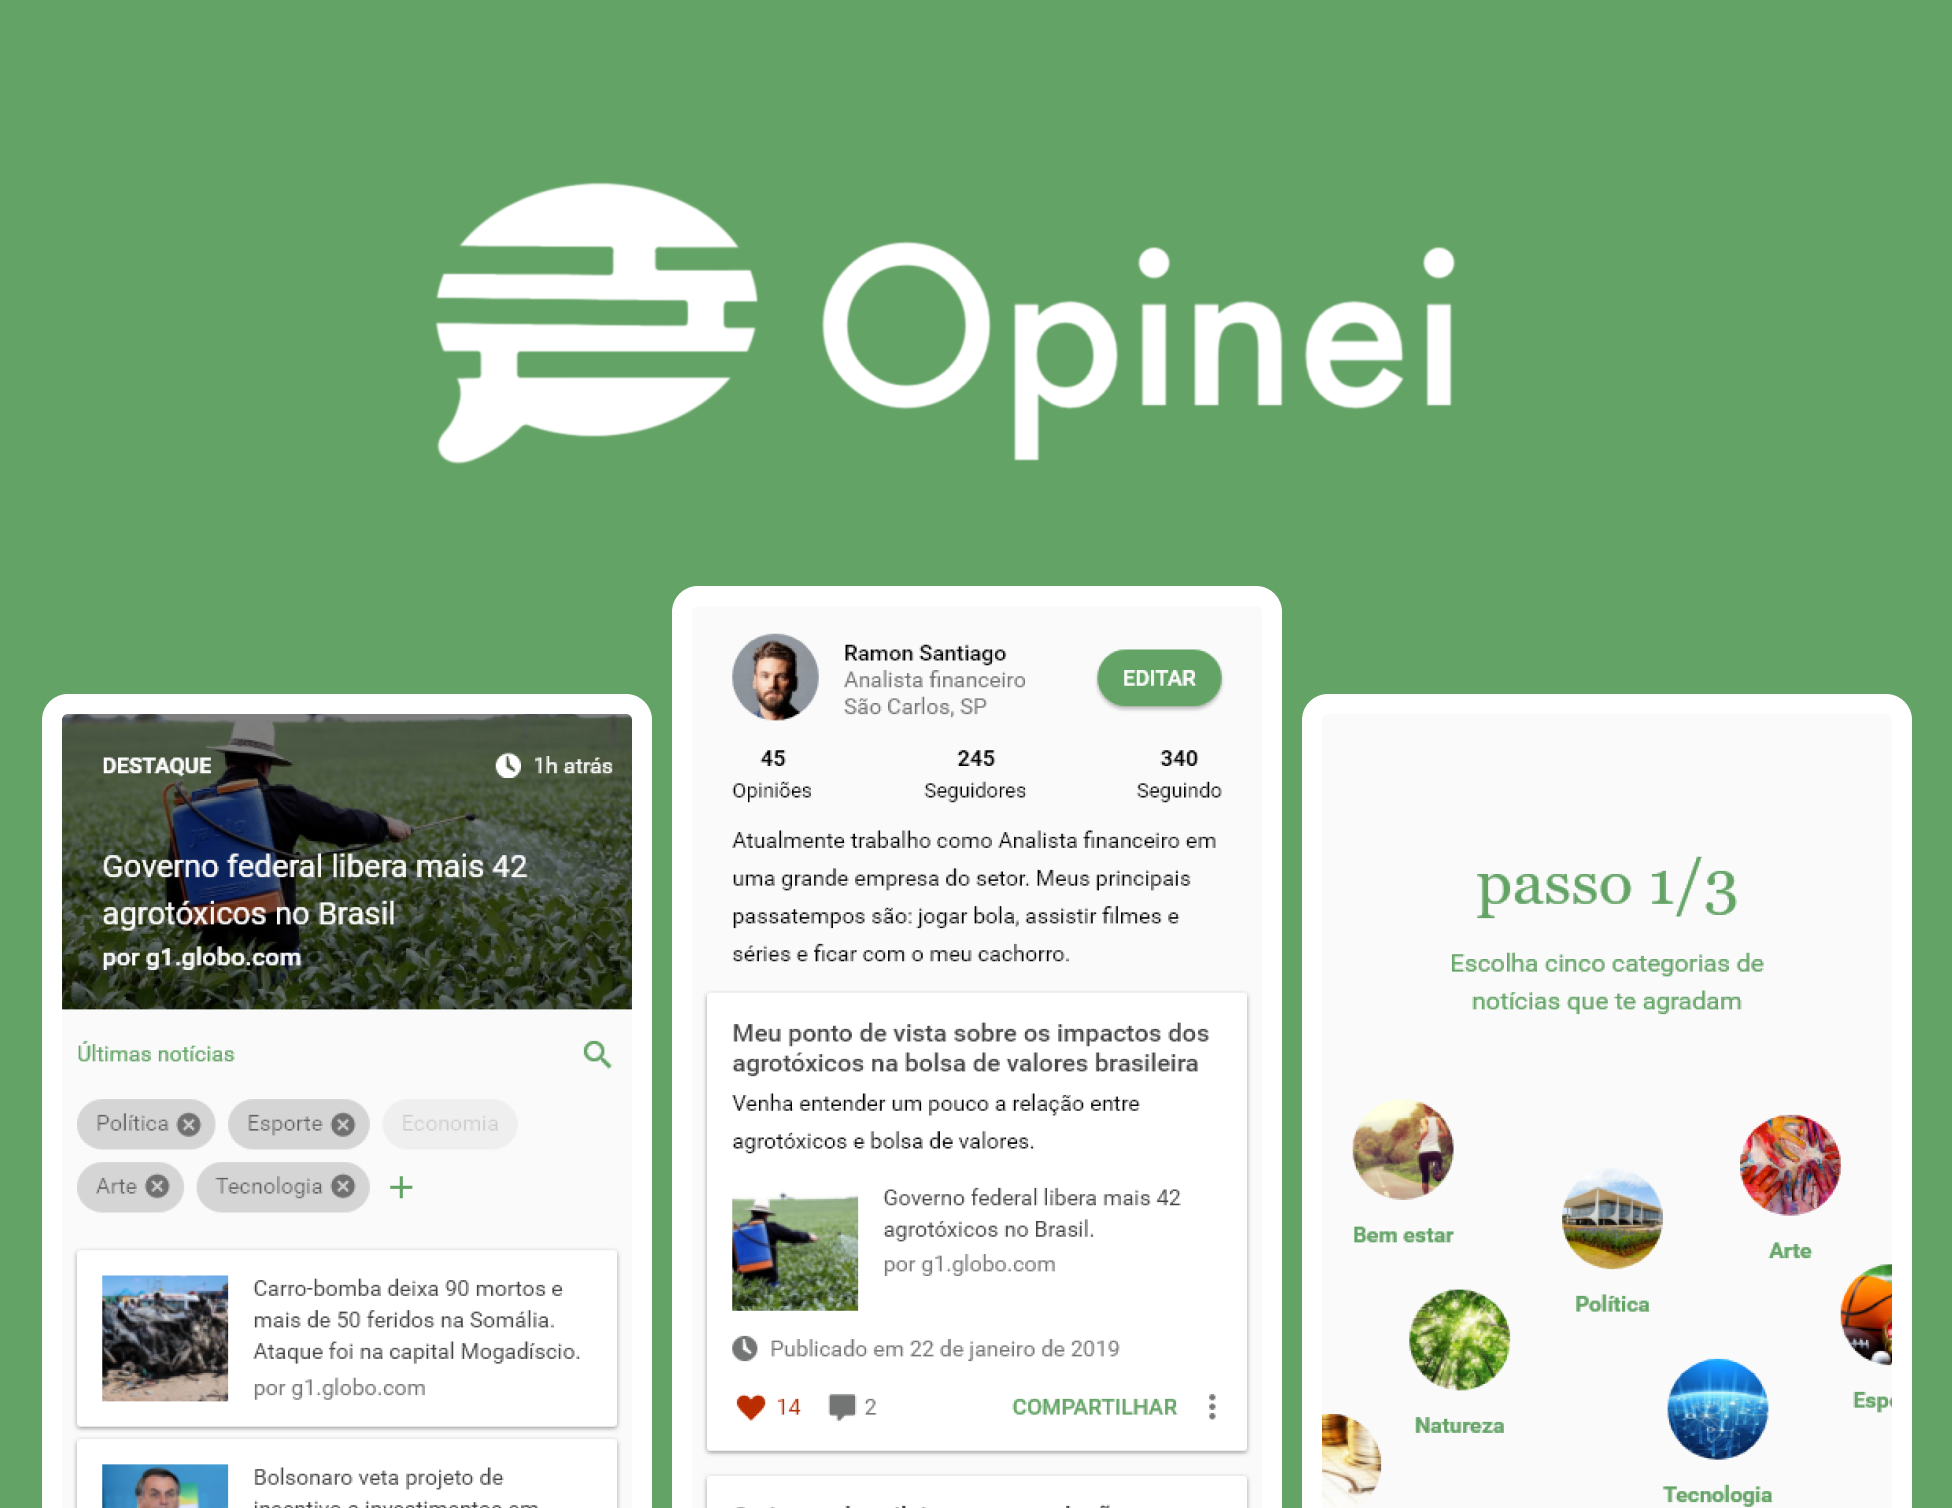 Opinei
DESTAQUE
1h atrás
Governo federal libera mais 42
agrotóxicos no Brasil
por g1.globo.com
Últimas notícias
Política
Esporte
Economia
Arte
Tecnologia
Carro-bomba deixa 90 mortos e
mais de 50 feridos na Somália.
Ataque foi na capital Mogadíscio.
por g1.globo.com
Bolsonaro veta projeto de
Ramon Santiago
Analista financeiro
São Carlos, SP
EDITAR
45
Opiniões
245
Seguidores
340
Seguindo
Atualmente trabalho como Analista financeiro em
uma grande empresa do setor. Meus principais
passatempos são: jogar bola, assistir filmes e
séries e ficar com o meu cachorro.
Meu ponto de vista sobre os impactos dos
agrotóxicos na bolsa de valores brasileira
Venha entender um pouco a relação entre
agrotóxicos e bolsa de valores.
Governo federal libera mais 42
agrotóxicos no Brasil.
por g1.globo.com
Publicado em 22 de janeiro de 2019
14
2
COMPARTILHAR
passo 1/3
Escolha cinco categorias de
notícias que te agradam
Bem estar
Arte
Política
Natureza
Tecnologia